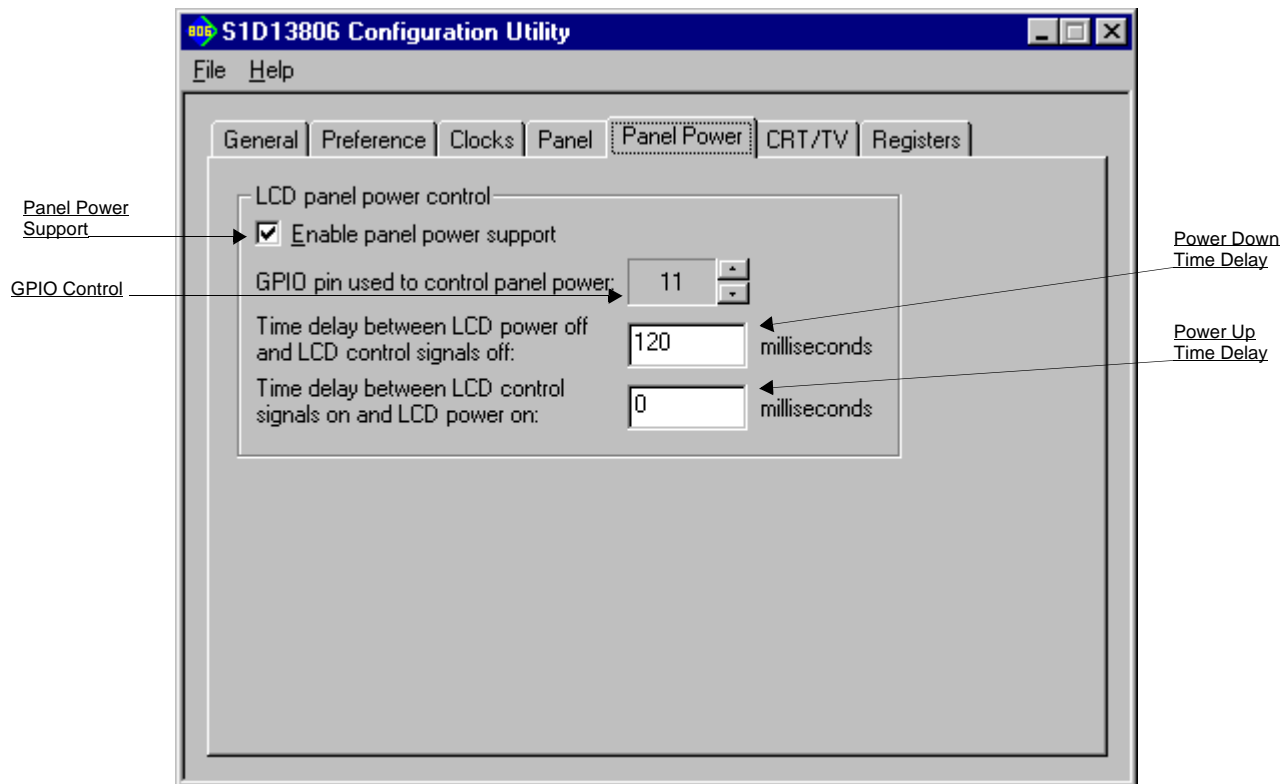 806 S1D13806 Configuration Utility
File Help
General Preference Clocks Panel Panel Power CRT/TV Registers
LCD panel power control
Panel Power
Support
Enable panel power support
GPIO Control
GPIO pin used to control panel power:
11
Power Down
Time Delay
Time delay between LCD power off
and LCD control signals off:
120
milliseconds
Power Up
Time Delay
Time delay between LCD control
signals on and LCD power on:
0
milliseconds